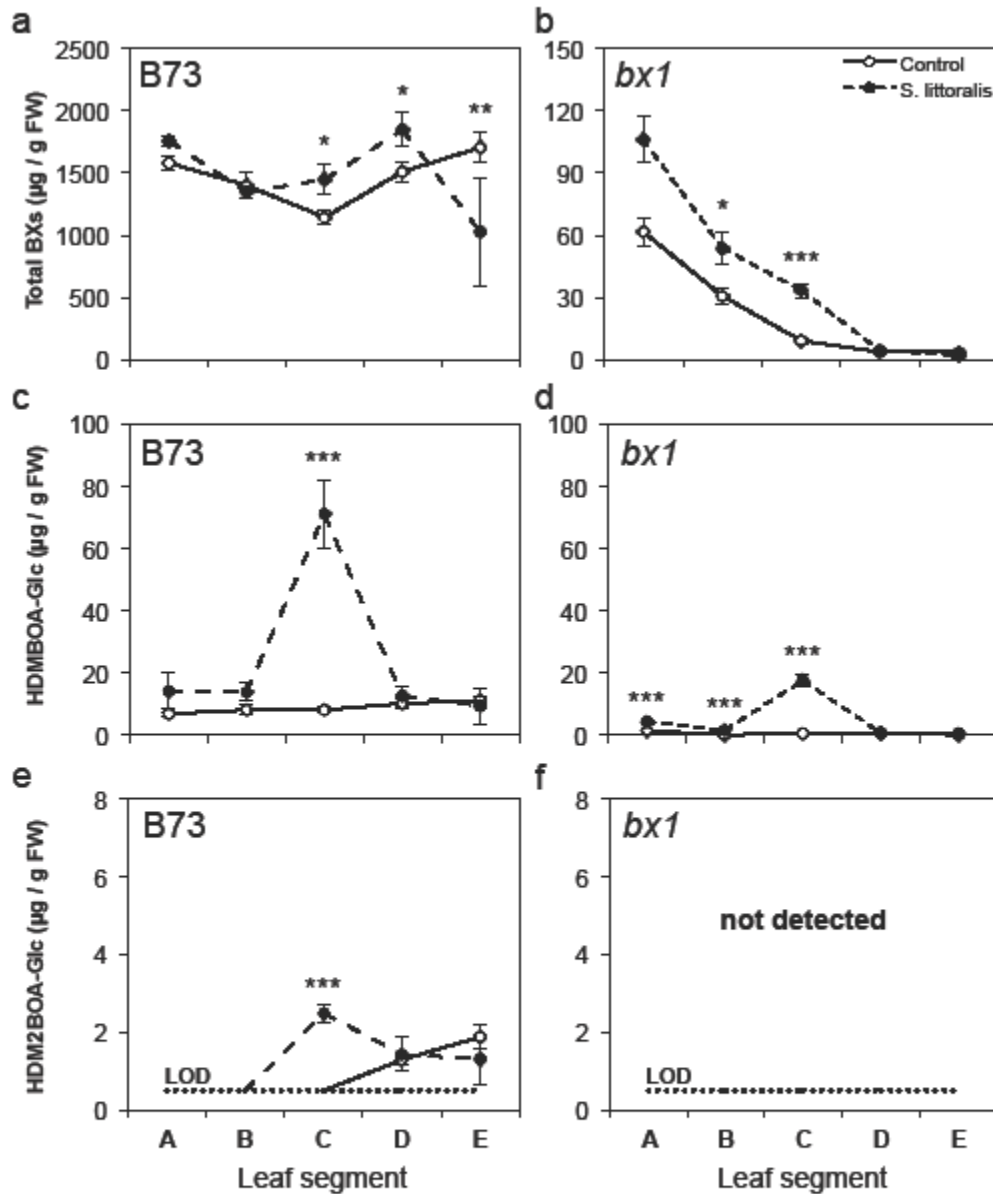 a
B73
Total BXs (µg / g FW)
2500
2000
1500
1000
500
0
*
*
**
b
bx1
Control
S. littoralis
150
120
90
60
30
0
*
***
c
B73
HDMBOA-Glc (µg / g FW)
100
80
60
40
20
0
***
d
bx1
100
80
60
40
20
0
***
***
***
e
B73
HDM2BOA-Glc (µg / g FW)
8
6
4
2
0
***
LOD
A B C D E
Leaf segment
f
bx1
8
6
4
2
0
not detected
LOD
A B C D E
Leaf segment